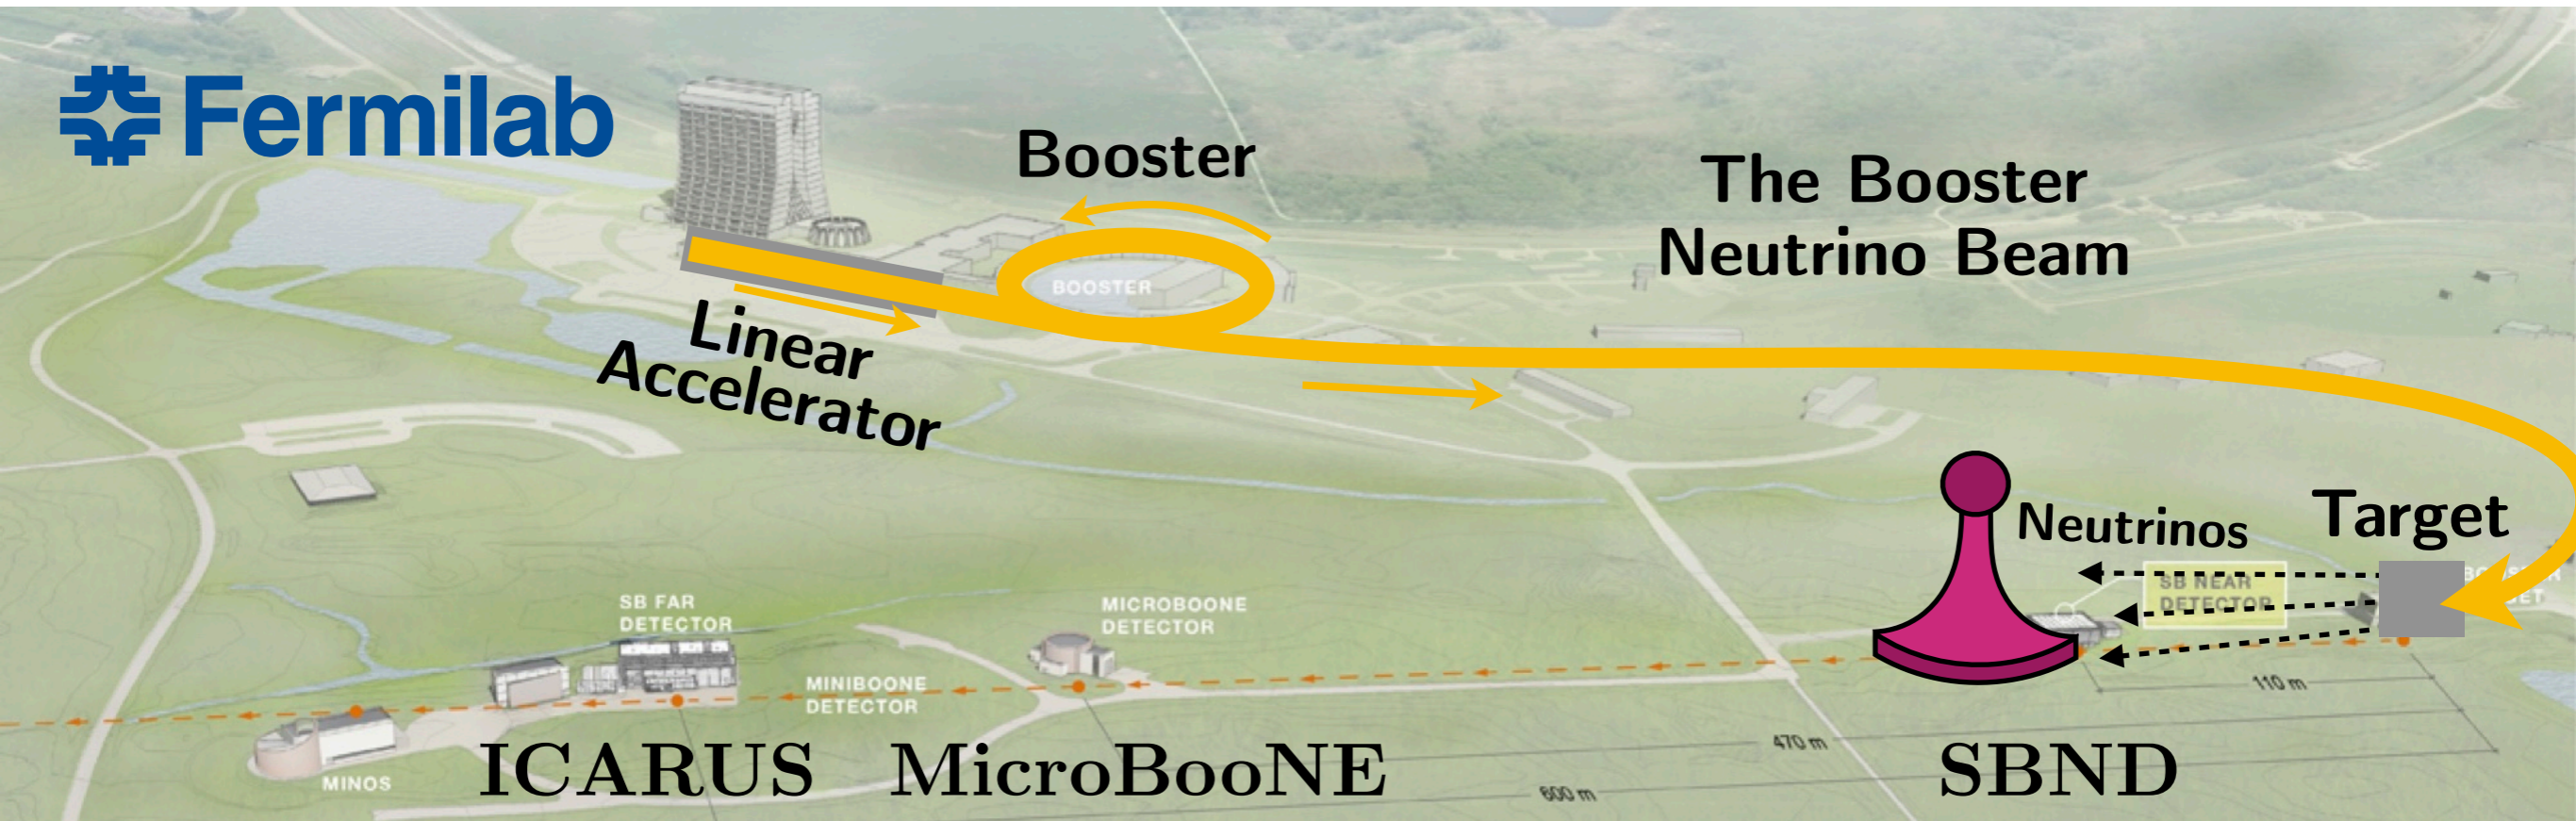 Fermilab
Booster
The Booster
Neutrino Beam
BOOSTER
Linear
Accelerator
Neutrinos
Target
SB NEAR
DETECTOR
SB FAR
DETECTOR
MICROBOONE
DETECTOR
MINIBOONE
DETECTOR
110 m
470 m
600 m
MINOS
ICARUS
MicroBooNE
SBND